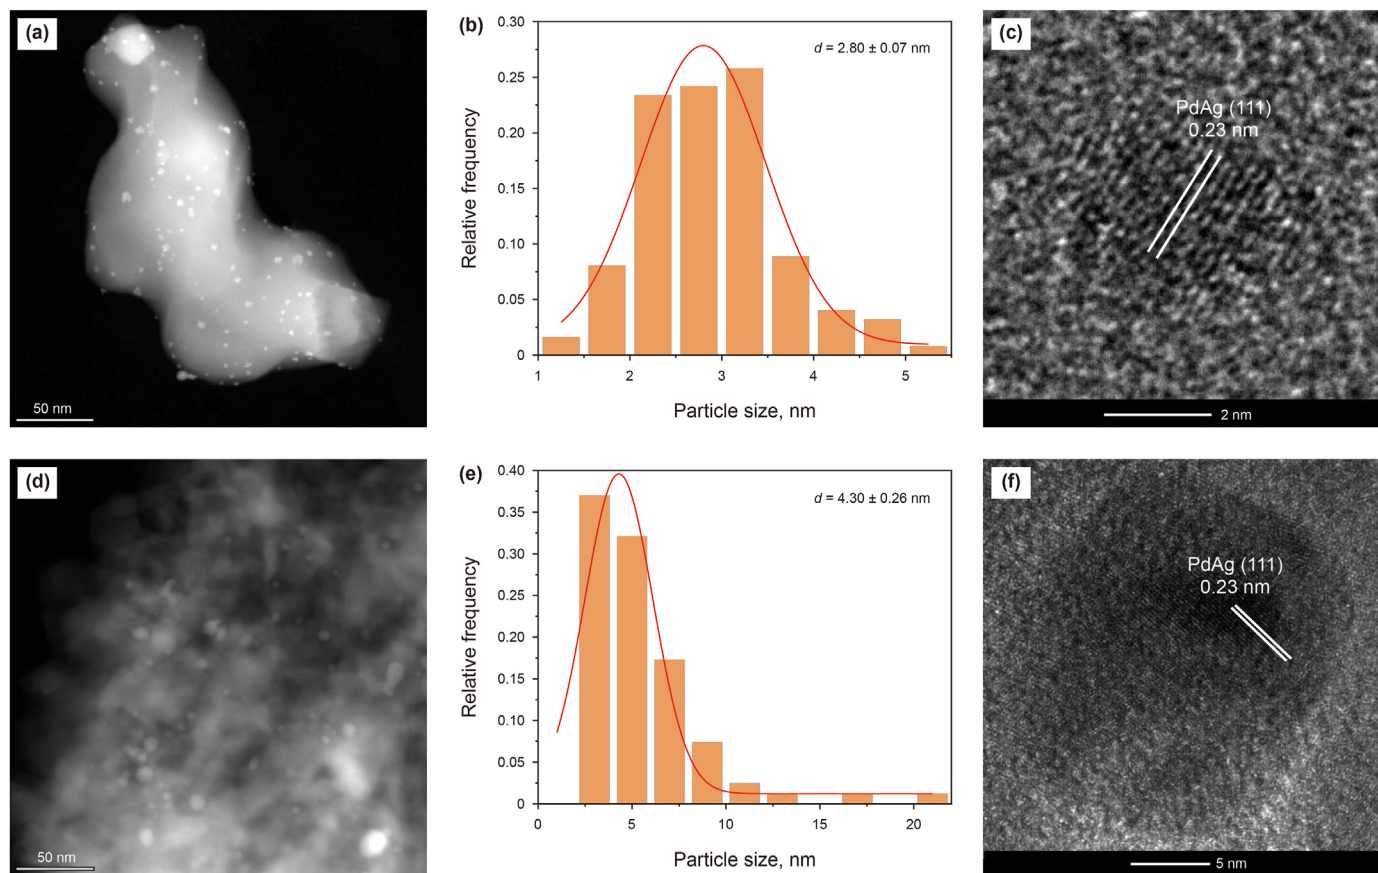 (a)
50 nm
(b)
d = 2.80 ± 0.07 nm
Relative frequency
0.30
0.25
0.20
0.15
0.10
0.05
0
1 2 3 4 5
Particle size, nm
(c)
PdAg (111)
0.23 nm
2 nm
(d)
50 nm
(e)
d = 4.30 ± 0.26 nm
Relative frequency
0.40
0.35
0.30
0.25
0.20
0.15
0.10
0.05
0
0 5 10 15 20
Particle size, nm
(f)
PdAg (111)
0.23 nm
5 nm